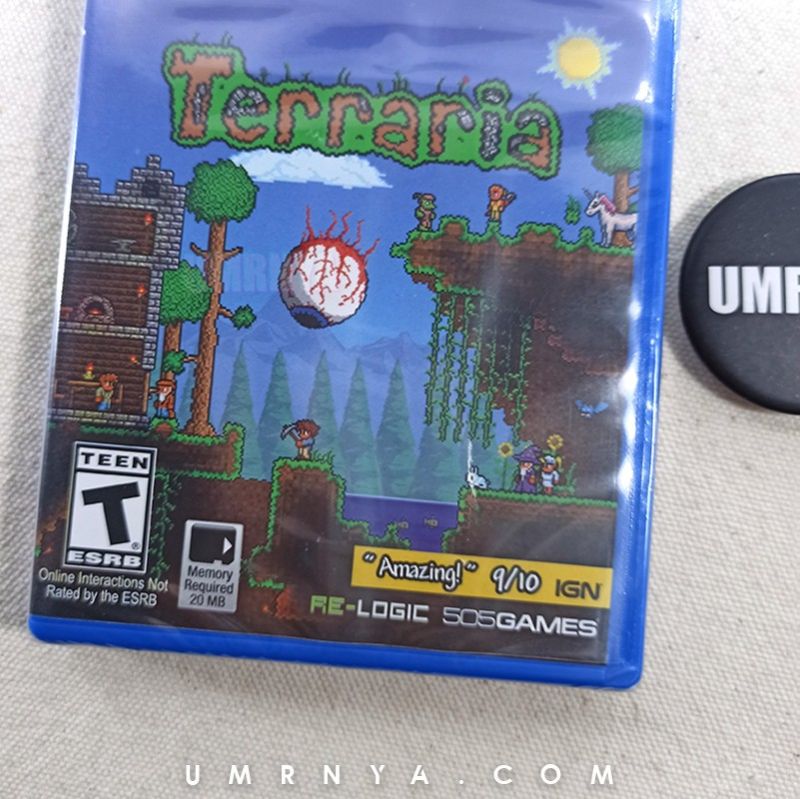 Terraria
UMRN
UMR
TEEN
T
ESRB
Online Interactions Not
Rated by the ESRB
Memory
Required
20 MB
"Amazing!" 9/10 IGN
RE-LOGIC 505GAMES
UMRNYA.COM